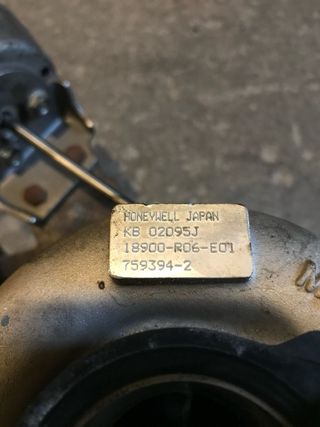 HONEYWELL JAPAN
KB 02095J
18900-R06-E01
759394-2